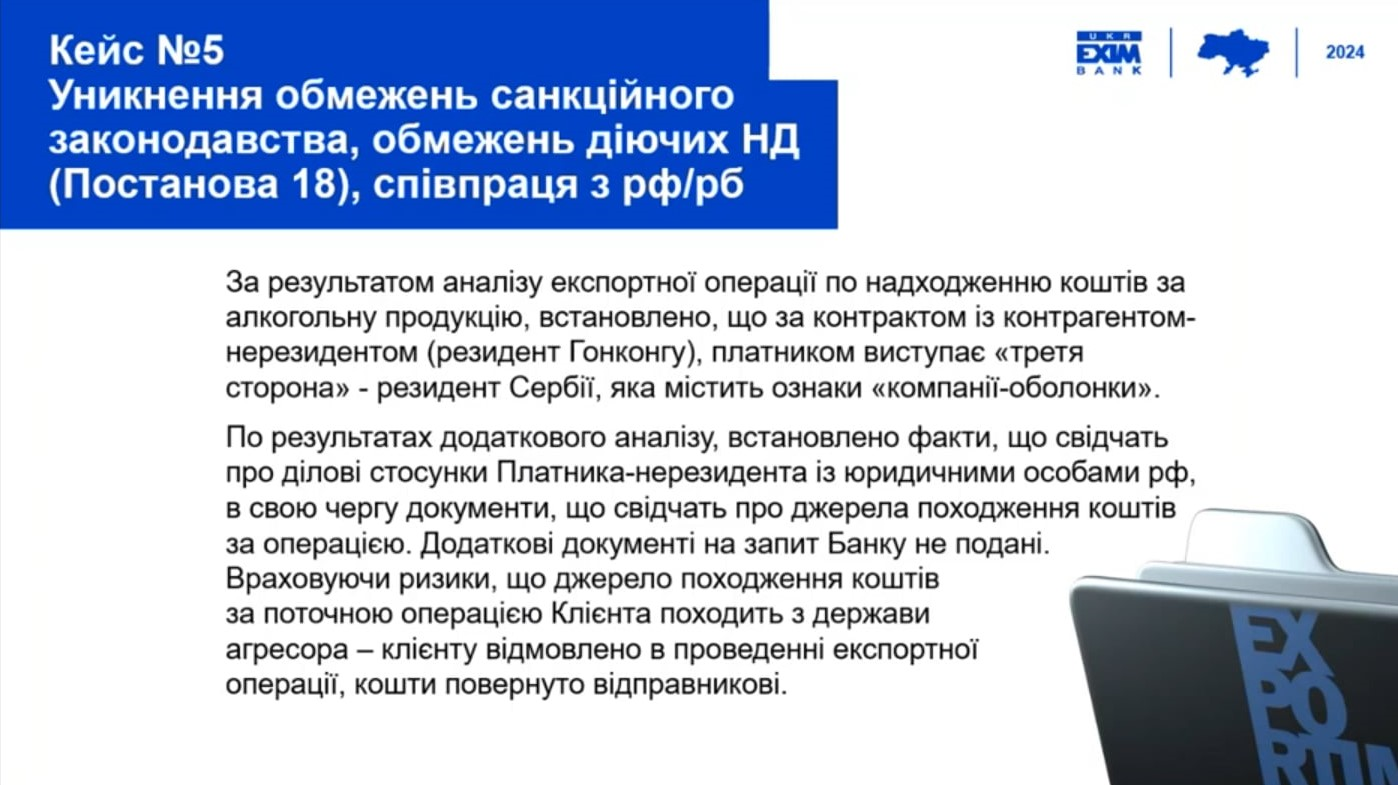 Кейс №5
Уникнення обмежень санкційного
законодавства, обмежень діючих НД
(Постанова 18), співпраця з рф/рб
UKR
EXIM
BANK
2024
За результатом аналізу експортної операції по надходженню коштів за
алкогольну продукцію, встановлено, що за контрактом із контрагентом-
нерезидентом (резидент Гонконгу), платником виступає «третя
сторона» - резидент Сербії, яка містить ознаки «компанії-оболонки».
По результатах додаткового аналізу, встановлено факти, що свідчать
про ділові стосунки Платника-нерезидента із юридичними особами рф,
в свою чергу документи, що свідчать про джерела походження коштів
за операцією. Додаткові документі на запит Банку не подані.
Враховуючи ризики, що джерело походження коштів
за поточною операцією Клієнта походить з держави
агресора – клієнту відмовлено в проведенні експортної
операції, кошти повернуто відправникові.
EX
PO
RTIM